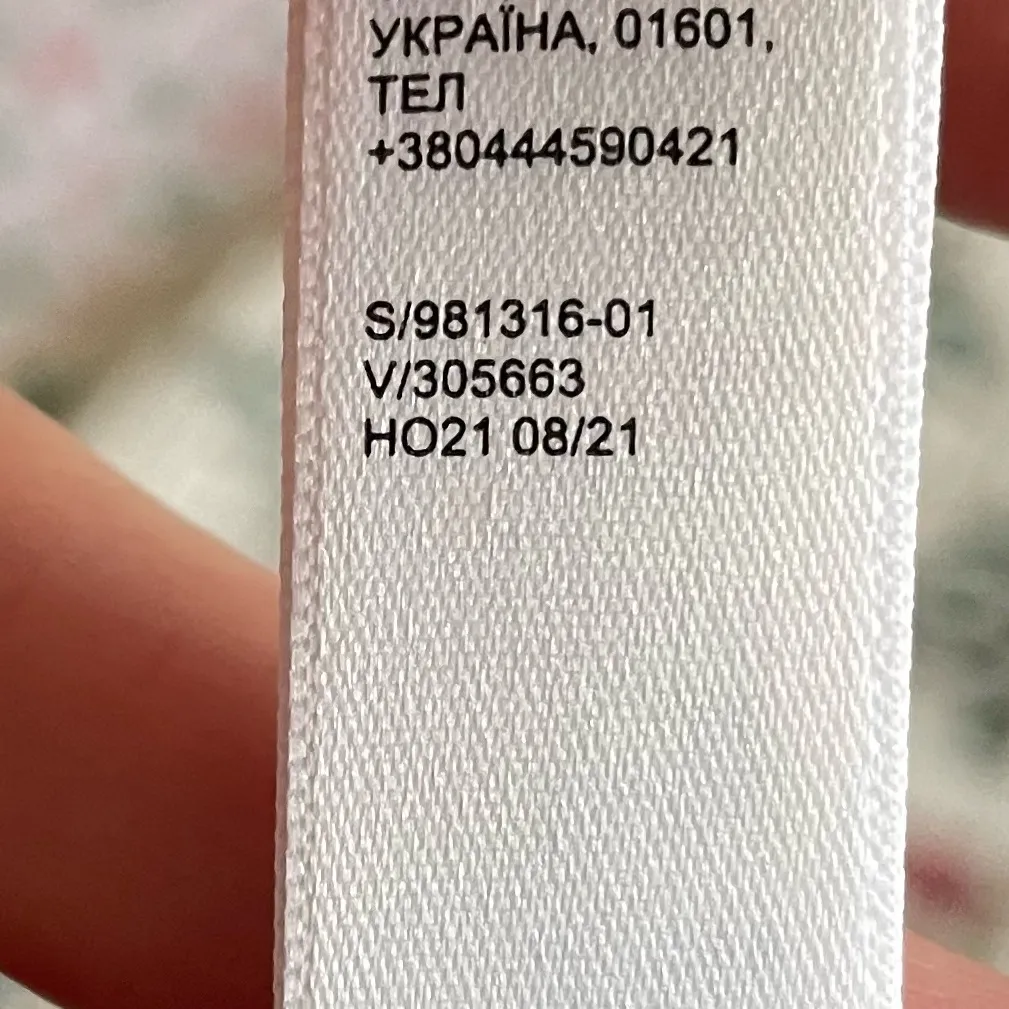 УКРАЇНА, 01601,
ТЕЛ
+380444590421
S/981316-01
V/305663
HO21 08/21